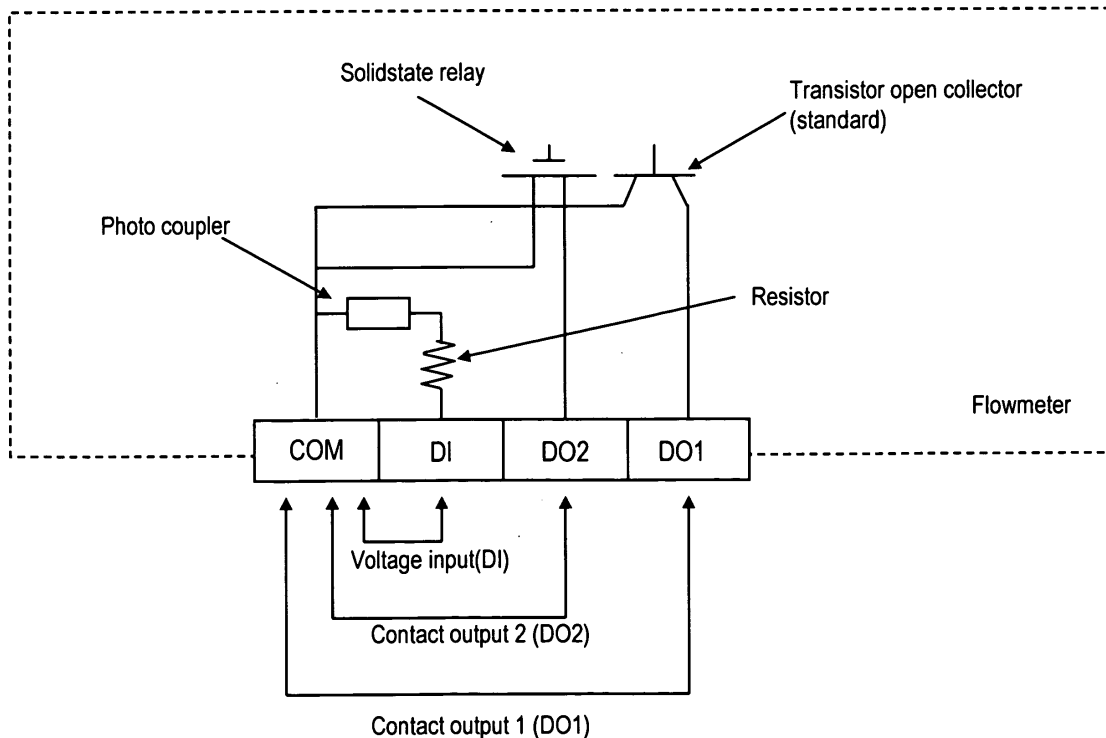 Solidstate relay
Transistor open collector
(standard)
Photo coupler
Resistor
Flowmeter
COM
DI
DO2
DO1
Voltage input(DI)
Contact output 2 (DO2)
Contact output 1 (DO1)